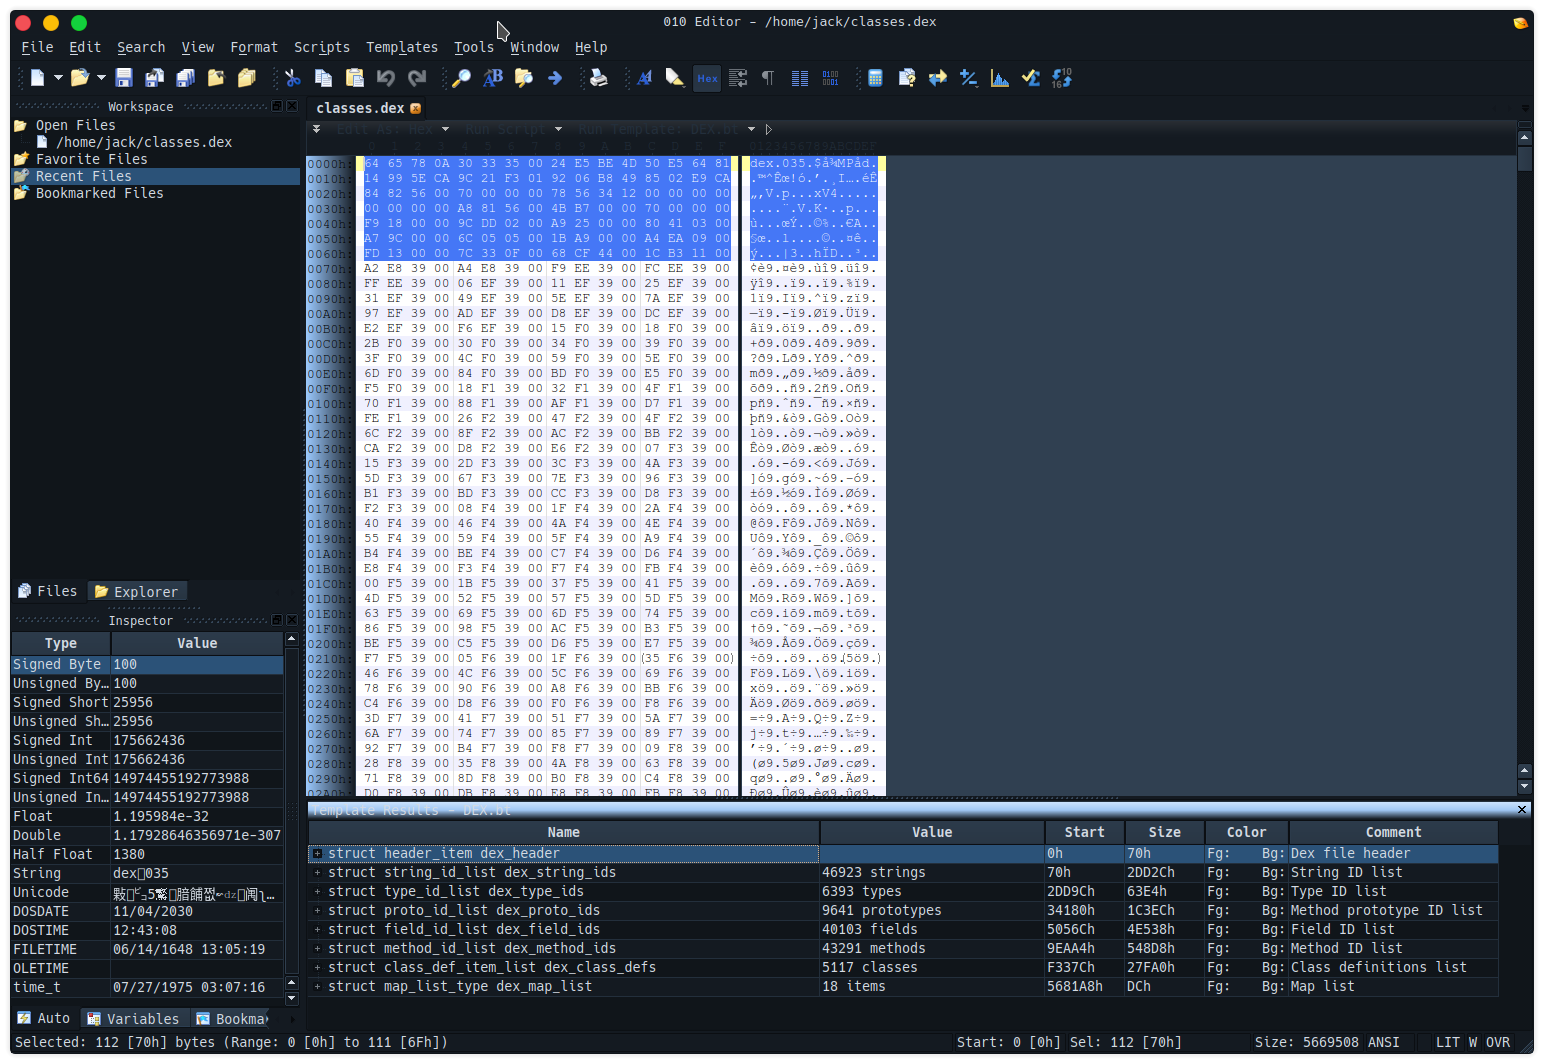 010 Editor - /home/jack/classes.dex
File Edit Search View Format Scripts Templates Tools Window Help
Workspace
Open Files
/home/jack/classes.dex
Favorite Files
Recent Files
Bookmarked Files
Files Explorer
Inspector
Type Value
Signed Byte 100
Unsigned By… 100
Signed Short 25956
Unsigned Sh… 25956
Signed Int 175662436
Unsigned Int 175662436
Signed Int64 14974455192773988
Unsigned In… 14974455192773988
Float 1.195984e-32
Double 1.17928646356971e-307
Half Float 1380
String dex 035
Unicode
DOSDATE 11/04/2030
DOSTIME 12:43:08
FILETIME 06/14/1648 13:05:19
OLETIME
time_t 07/27/1975 03:07:16
Auto Variables Bookma
classes.dex
Edit As: Hex Run Script Run Template: DEX.bt
0 1 2 3 4 5 6 7 8 9 A B C D E F 0123456789ABCDEF
0000h: 64 65 78 0A 30 33 35 00 24 E5 BE 4D 50 E5 64 81 dex.035.$å¾MPåd.
0010h: 14 99 5E CA 9C 21 F3 01 92 06 B8 49 85 02 E9 CA .™^Êœ!ó.’.¸I….éÊ
0020h: 84 82 56 00 70 00 00 00 78 56 34 12 00 00 00 00 „‚V.p...xV4.....
0030h: 00 00 00 00 A8 81 56 00 4B B7 00 00 70 00 00 00 ....¨.V.K·..p...
0040h: F9 18 00 00 9C DD 02 00 A9 25 00 00 80 41 03 00 ù...œÝ..©%..€A..
0050h: A7 9C 00 00 6C 05 05 00 1B A9 00 00 A4 EA 09 00 §œ..l....©..¤ê..
0060h: FD 13 00 00 7C 33 0F 00 68 CF 44 00 1C B3 11 00 ý...|3..hÏD..³..
0070h: A2 E8 39 00 A4 E8 39 00 F9 EE 39 00 FC EE 39 00 ¢è9.¤è9.ùî9.üî9.
0080h: FF EE 39 00 06 EF 39 00 11 EF 39 00 25 EF 39 00 ÿî9..ï9..ï9.%ï9.
0090h: 31 EF 39 00 49 EF 39 00 5E EF 39 00 7A EF 39 00 1ï9.Iï9.^ï9.zï9.
00A0h: 97 EF 39 00 AD EF 39 00 D8 EF 39 00 DC EF 39 00 —ï9.-ï9.Øï9.Üï9.
00B0h: E2 EF 39 00 F6 EF 39 00 15 F0 39 00 18 F0 39 00 âï9.öï9..ð9..ð9.
00C0h: 2B F0 39 00 30 F0 39 00 34 F0 39 00 39 F0 39 00 +ð9.0ð9.4ð9.9ð9.
00D0h: 3F F0 39 00 4C F0 39 00 59 F0 39 00 5E F0 39 00 ?ð9.Lð9.Yð9.^ð9.
00E0h: 6D F0 39 00 84 F0 39 00 BD F0 39 00 E5 F0 39 00 mð9.„ð9.½ð9.åð9.
00F0h: F5 F0 39 00 18 F1 39 00 32 F1 39 00 4F F1 39 00 õð9..ñ9.2ñ9.Oñ9.
0100h: 70 F1 39 00 88 F1 39 00 AF F1 39 00 D7 F1 39 00 pñ9.ˆñ9.¯ñ9.×ñ9.
0110h: FE F1 39 00 26 F2 39 00 47 F2 39 00 4F F2 39 00 þñ9.&ò9.Gò9.Oò9.
0120h: 6C F2 39 00 8F F2 39 00 AC F2 39 00 BB F2 39 00 lò9..ò9.¬ò9.»ò9.
0130h: CA F2 39 00 D8 F2 39 00 E6 F2 39 00 07 F3 39 00 Êò9.Øò9.æò9..ó9.
0140h: 15 F3 39 00 2D F3 39 00 3C F3 39 00 4A F3 39 00 .ó9.-ó9.<ó9.Jó9.
0150h: 5D F3 39 00 67 F3 39 00 7E F3 39 00 96 F3 39 00 ]ó9.gó9.~ó9.–ó9.
0160h: B1 F3 39 00 BD F3 39 00 CC F3 39 00 D8 F3 39 00 ±ó9.½ó9.Ìó9.Øó9.
0170h: F2 F3 39 00 08 F4 39 00 1F F4 39 00 2A F4 39 00 òó9..ô9..ô9.*ô9.
0180h: 40 F4 39 00 46 F4 39 00 4A F4 39 00 4E F4 39 00 @ô9.Fô9.Jô9.Nô9.
0190h: 55 F4 39 00 59 F4 39 00 5F F4 39 00 A9 F4 39 00 Uô9.Yô9._ô9.©ô9.
01A0h: B4 F4 39 00 BE F4 39 00 C7 F4 39 00 D6 F4 39 00 ´ô9.¾ô9.Çô9.Öô9.
01B0h: E8 F4 39 00 F3 F4 39 00 F7 F4 39 00 FB F4 39 00 èô9.óô9.÷ô9.ûô9.
01C0h: 00 F5 39 00 1B F5 39 00 37 F5 39 00 41 F5 39 00 .õ9..õ9.7õ9.Aõ9.
01D0h: 4D F5 39 00 52 F5 39 00 57 F5 39 00 5D F5 39 00 Mõ9.Rõ9.Wõ9.]õ9.
01E0h: 63 F5 39 00 69 F5 39 00 6D F5 39 00 74 F5 39 00 cõ9.iõ9.mõ9.tõ9.
01F0h: 86 F5 39 00 98 F5 39 00 AC F5 39 00 B3 F5 39 00 †õ9.˜õ9.¬õ9.³õ9.
0200h: BE F5 39 00 C5 F5 39 00 D6 F5 39 00 E7 F5 39 00 ¾õ9.Åõ9.Öõ9.çõ9.
0210h: F7 F5 39 00 05 F6 39 00 1F F6 39 00 (35 F6 39 00) ÷õ9..ö9..ö9.(5ö9.)
0220h: 46 F6 39 00 4C F6 39 00 5C F6 39 00 69 F6 39 00 Fö9.Lö9.\ö9.iö9.
0230h: 78 F6 39 00 90 F6 39 00 A8 F6 39 00 BB F6 39 00 xö9..ö9.¨ö9.»ö9.
0240h: C4 F6 39 00 D8 F6 39 00 F0 F6 39 00 F8 F6 39 00 Äö9.Øö9.ðö9.øö9.
0250h: 3D F7 39 00 41 F7 39 00 51 F7 39 00 5A F7 39 00 =÷9.A÷9.Q÷9.Z÷9.
0260h: 6A F7 39 00 74 F7 39 00 85 F7 39 00 89 F7 39 00 j÷9.t÷9.…÷9.‰÷9.
0270h: 92 F7 39 00 B4 F7 39 00 F8 F7 39 00 09 F8 39 00 ’÷9.´÷9.ø÷9..ø9.
0280h: 28 F8 39 00 35 F8 39 00 4A F8 39 00 63 F8 39 00 (ø9.5ø9.Jø9.cø9.
0290h: 71 F8 39 00 8D F8 39 00 B0 F8 39 00 C4 F8 39 00 qø9..ø9.°ø9.Äø9.
02A0h: D0 F8 39 00 DB F8 39 00 E8 F8 39 00 FB F8 39 00 Ðø9.Ûø9.èø9.ûø9.
Template Results - DEX.bt
Name Value Start Size Color Comment
struct header_item dex_header 0h 70h Fg: Bg: Dex file header
struct string_id_list dex_string_ids 46923 strings 70h 2DD2Ch Fg: Bg: String ID list
struct type_id_list dex_type_ids 6393 types 2DD9Ch 63E4h Fg: Bg: Type ID list
struct proto_id_list dex_proto_ids 9641 prototypes 34180h 1C3ECh Fg: Bg: Method prototype ID list
struct field_id_list dex_field_ids 40103 fields 5056Ch 4E538h Fg: Bg: Field ID list
struct method_id_list dex_method_ids 43291 methods 9EAA4h 548D8h Fg: Bg: Method ID list
struct class_def_item_list dex_class_defs 5117 classes F337Ch 27FA0h Fg: Bg: Class definitions list
struct map_list_type dex_map_list 18 items 5681A8h DCh Fg: Bg: Map list
Selected: 112 [70h] bytes (Range: 0 [0h] to 111 [6Fh]) Start: 0 [0h] Sel: 112 [70h] Size: 5669508 ANSI LIT W OVR